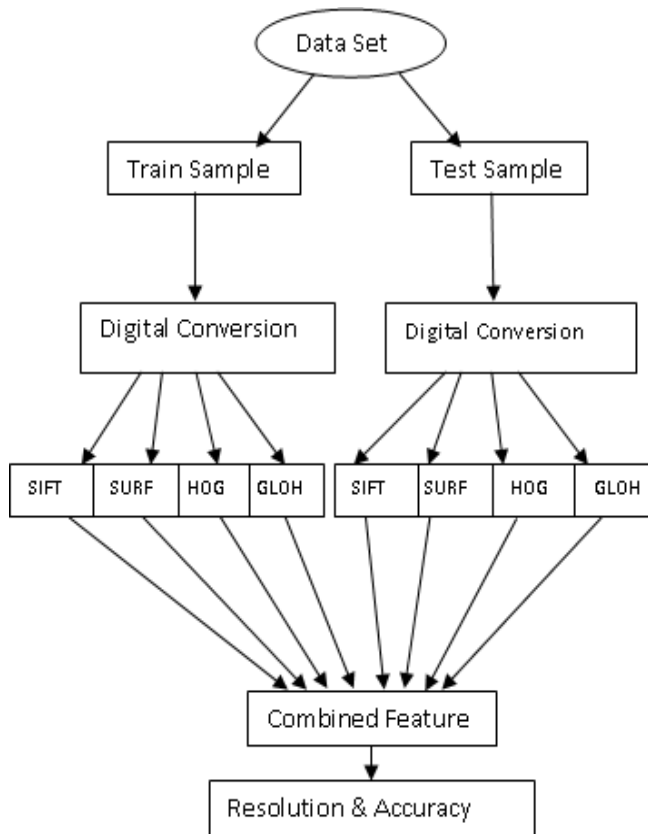 Data Set
Train Sample
Test Sample
Digital Conversion
Digital Conversion
SIFT SURF HOG GLOH
SIFT SURF HOG GLOH
Combined Feature
Resolution & Accuracy